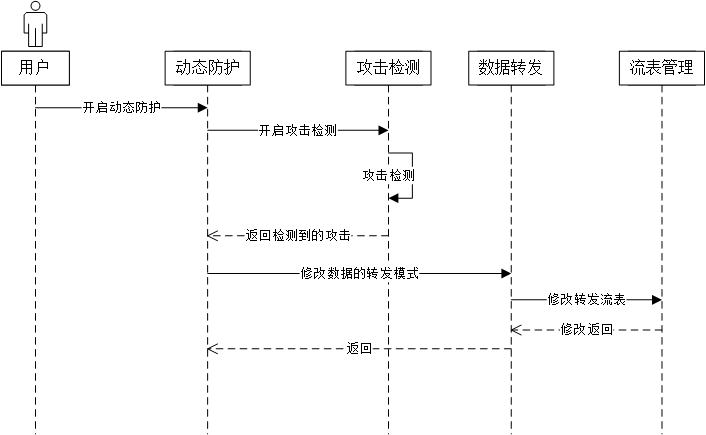 用户
动态防护
攻击检测
数据转发
流表管理
开启动态防护
开启攻击检测
攻击检测
返回检测到的攻击
修改数据的转发模式
修改转发流表
修改返回
返回